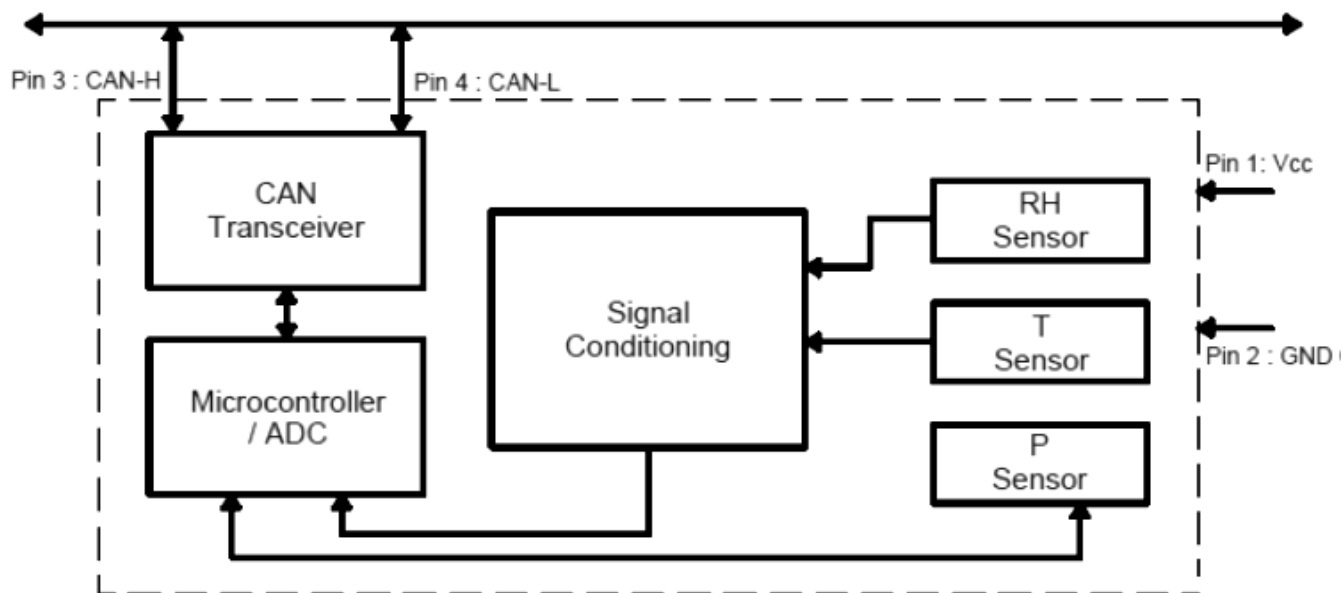 Pin 3 : CAN-H
Pin 4 : CAN-L
CAN
Transceiver
Microcontroller
/ ADC
Signal
Conditioning
RH
Sensor
T
Sensor
P
Sensor
Pin 1: Vcc
Pin 2 : GND